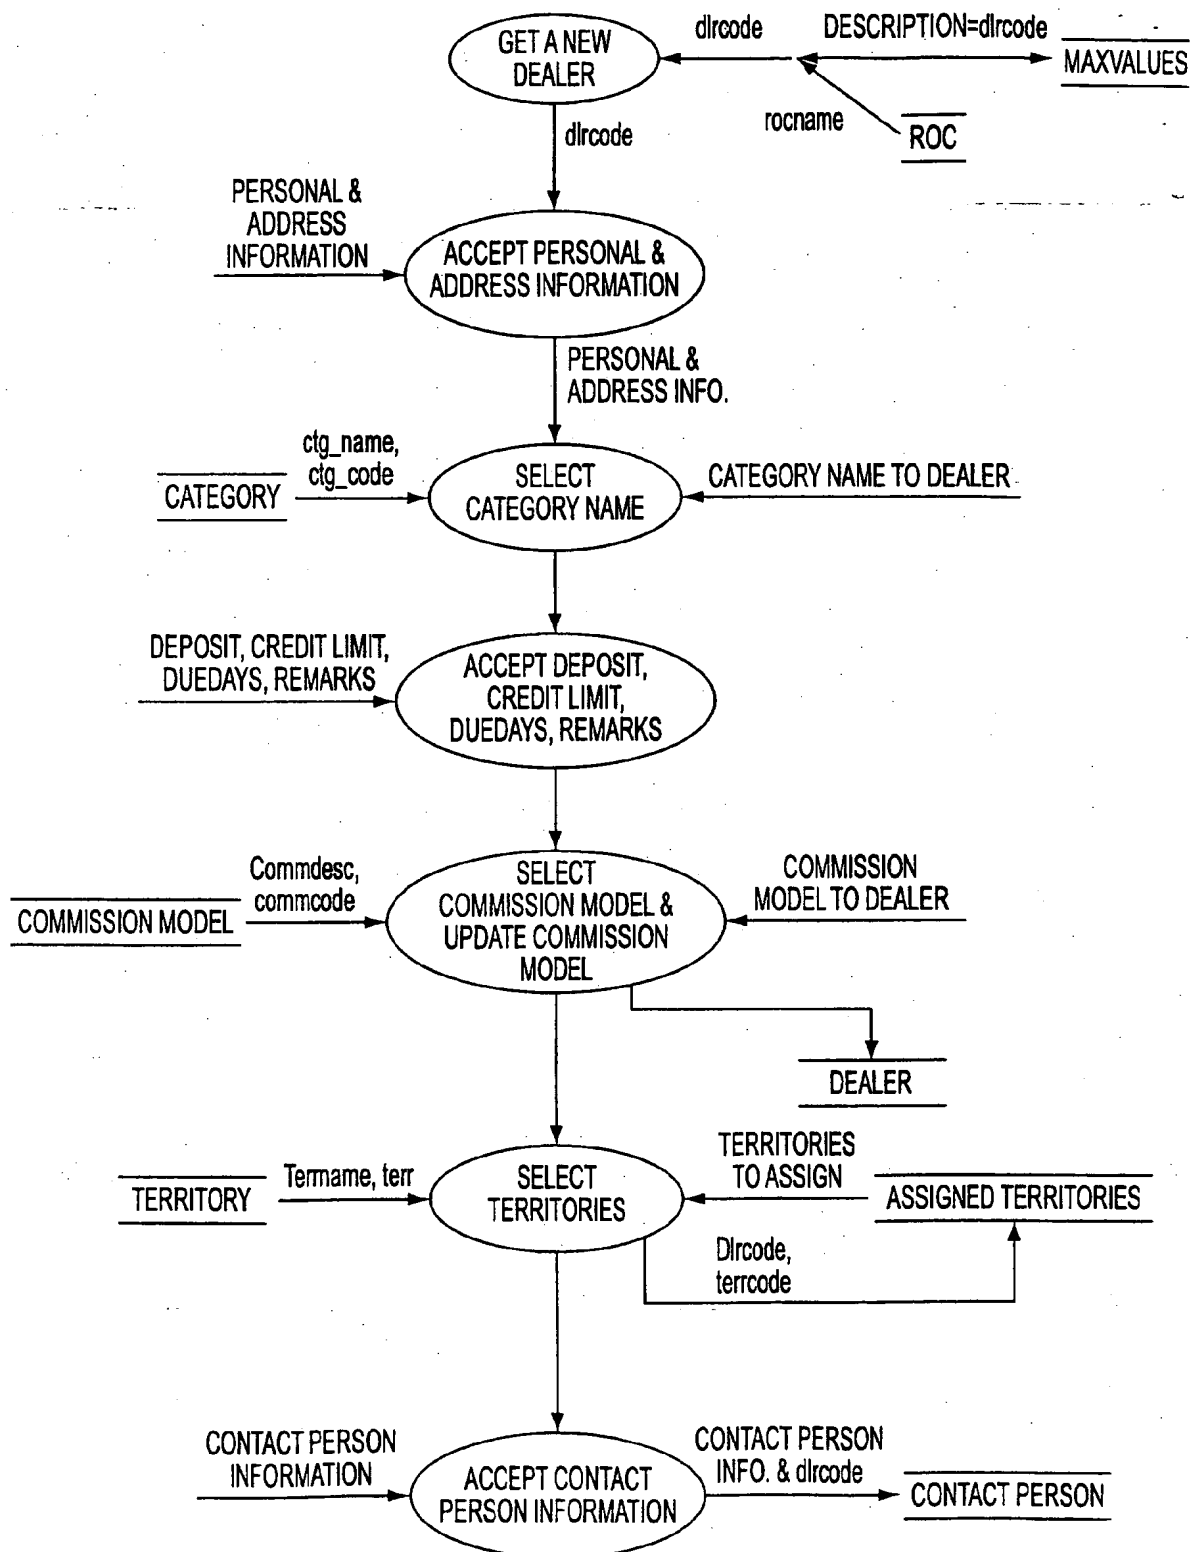 GET A NEW
DEALER
dlrcode
DESCRIPTION=dlrcode
MAXVALUES
rocname
ROC
dlrcode
PERSONAL &
ADDRESS
INFORMATION
ACCEPT PERSONAL &
ADDRESS INFORMATION
PERSONAL &
ADDRESS INFO.
CATEGORY
ctg_name,
ctg_code
SELECT
CATEGORY NAME
CATEGORY NAME TO DEALER
DEPOSIT, CREDIT LIMIT,
DUEDAYS, REMARKS
ACCEPT DEPOSIT,
CREDIT LIMIT,
DUEDAYS, REMARKS
COMMISSION MODEL
Commdesc,
commcode
SELECT
COMMISSION MODEL &
UPDATE COMMISSION
MODEL
COMMISSION
MODEL TO DEALER
DEALER
TERRITORY
Terrname, terr
SELECT
TERRITORIES
TERRITORIES
TO ASSIGN
ASSIGNED TERRITORIES
Dlrcode,
terrcode
CONTACT PERSON
INFORMATION
ACCEPT CONTACT
PERSON INFORMATION
CONTACT PERSON
INFO. & dlrcode
CONTACT PERSON